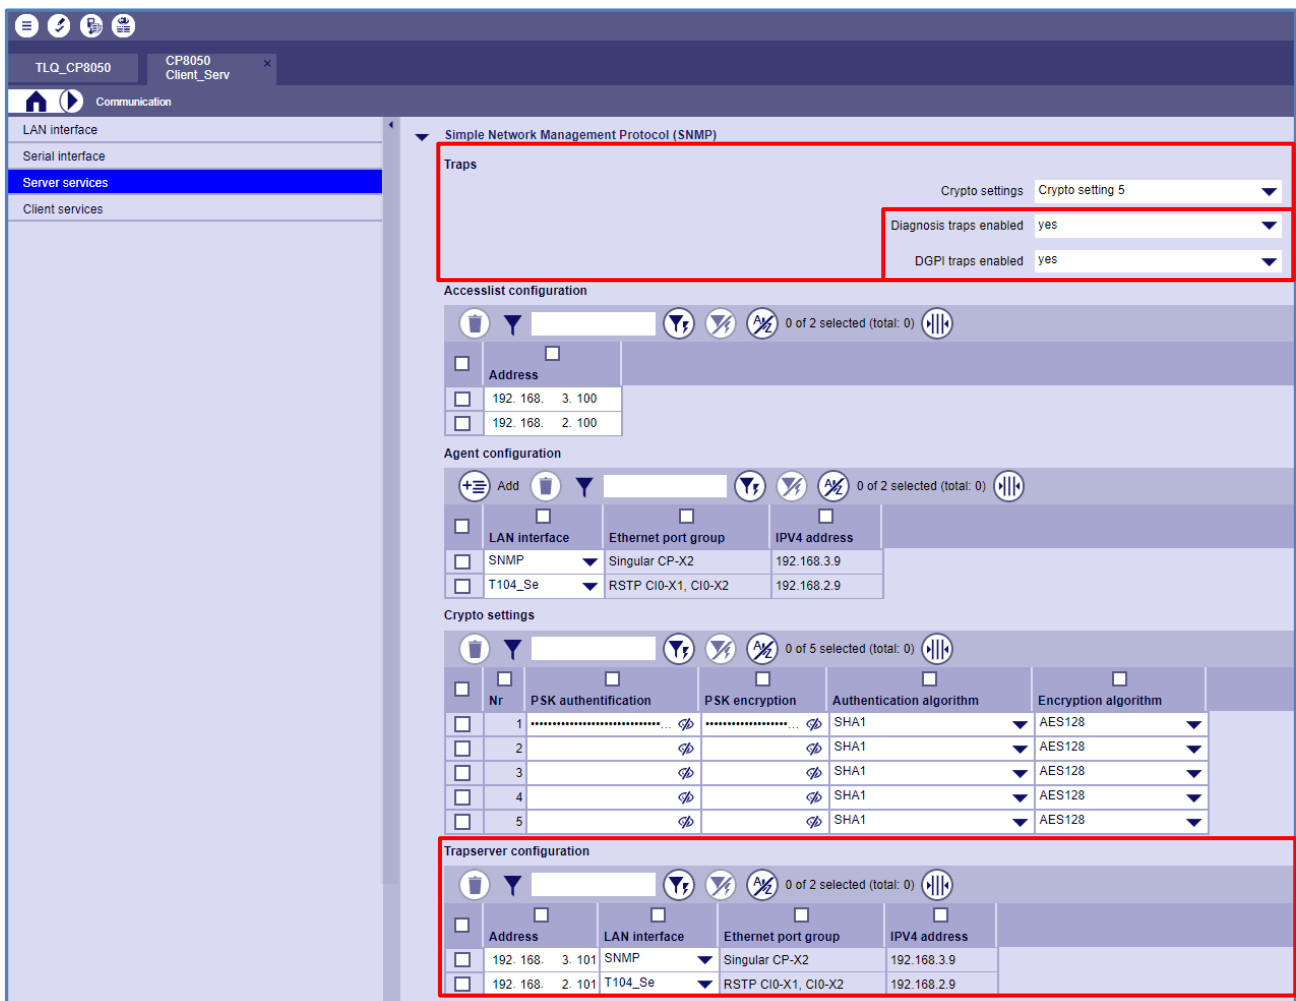 TLQ_CP8050
CP8050
Client_Serv
×
Communication
LAN interface
Serial interface
Server services
Client services
Simple Network Management Protocol (SNMP)
Traps
Crypto settings Crypto setting 5
Diagnosis traps enabled yes
DGPI traps enabled yes
Accesslist configuration
0 of 2 selected (total: 0)
Address
192. 168. 3. 100
192. 168. 2. 100
Agent configuration
Add 0 of 2 selected (total: 0)
LAN interface Ethernet port group IPV4 address
SNMP Singular CP-X2 192.168.3.9
T104_Se RSTP CI0-X1, CI0-X2 192.168.2.9
Crypto settings
0 of 5 selected (total: 0)
Nr PSK authentification PSK encryption Authentication algorithm Encryption algorithm
1 •••••••••••••••••••••••••••••• ... ••••••••••••••••••• ... SHA1 AES128
2 SHA1 AES128
3 SHA1 AES128
4 SHA1 AES128
5 SHA1 AES128
Trapserver configuration
0 of 2 selected (total: 0)
Address LAN interface Ethernet port group IPV4 address
192. 168. 3. 101 SNMP Singular CP-X2 192.168.3.9
192. 168. 2. 101 T104_Se RSTP CI0-X1, CI0-X2 192.168.2.9